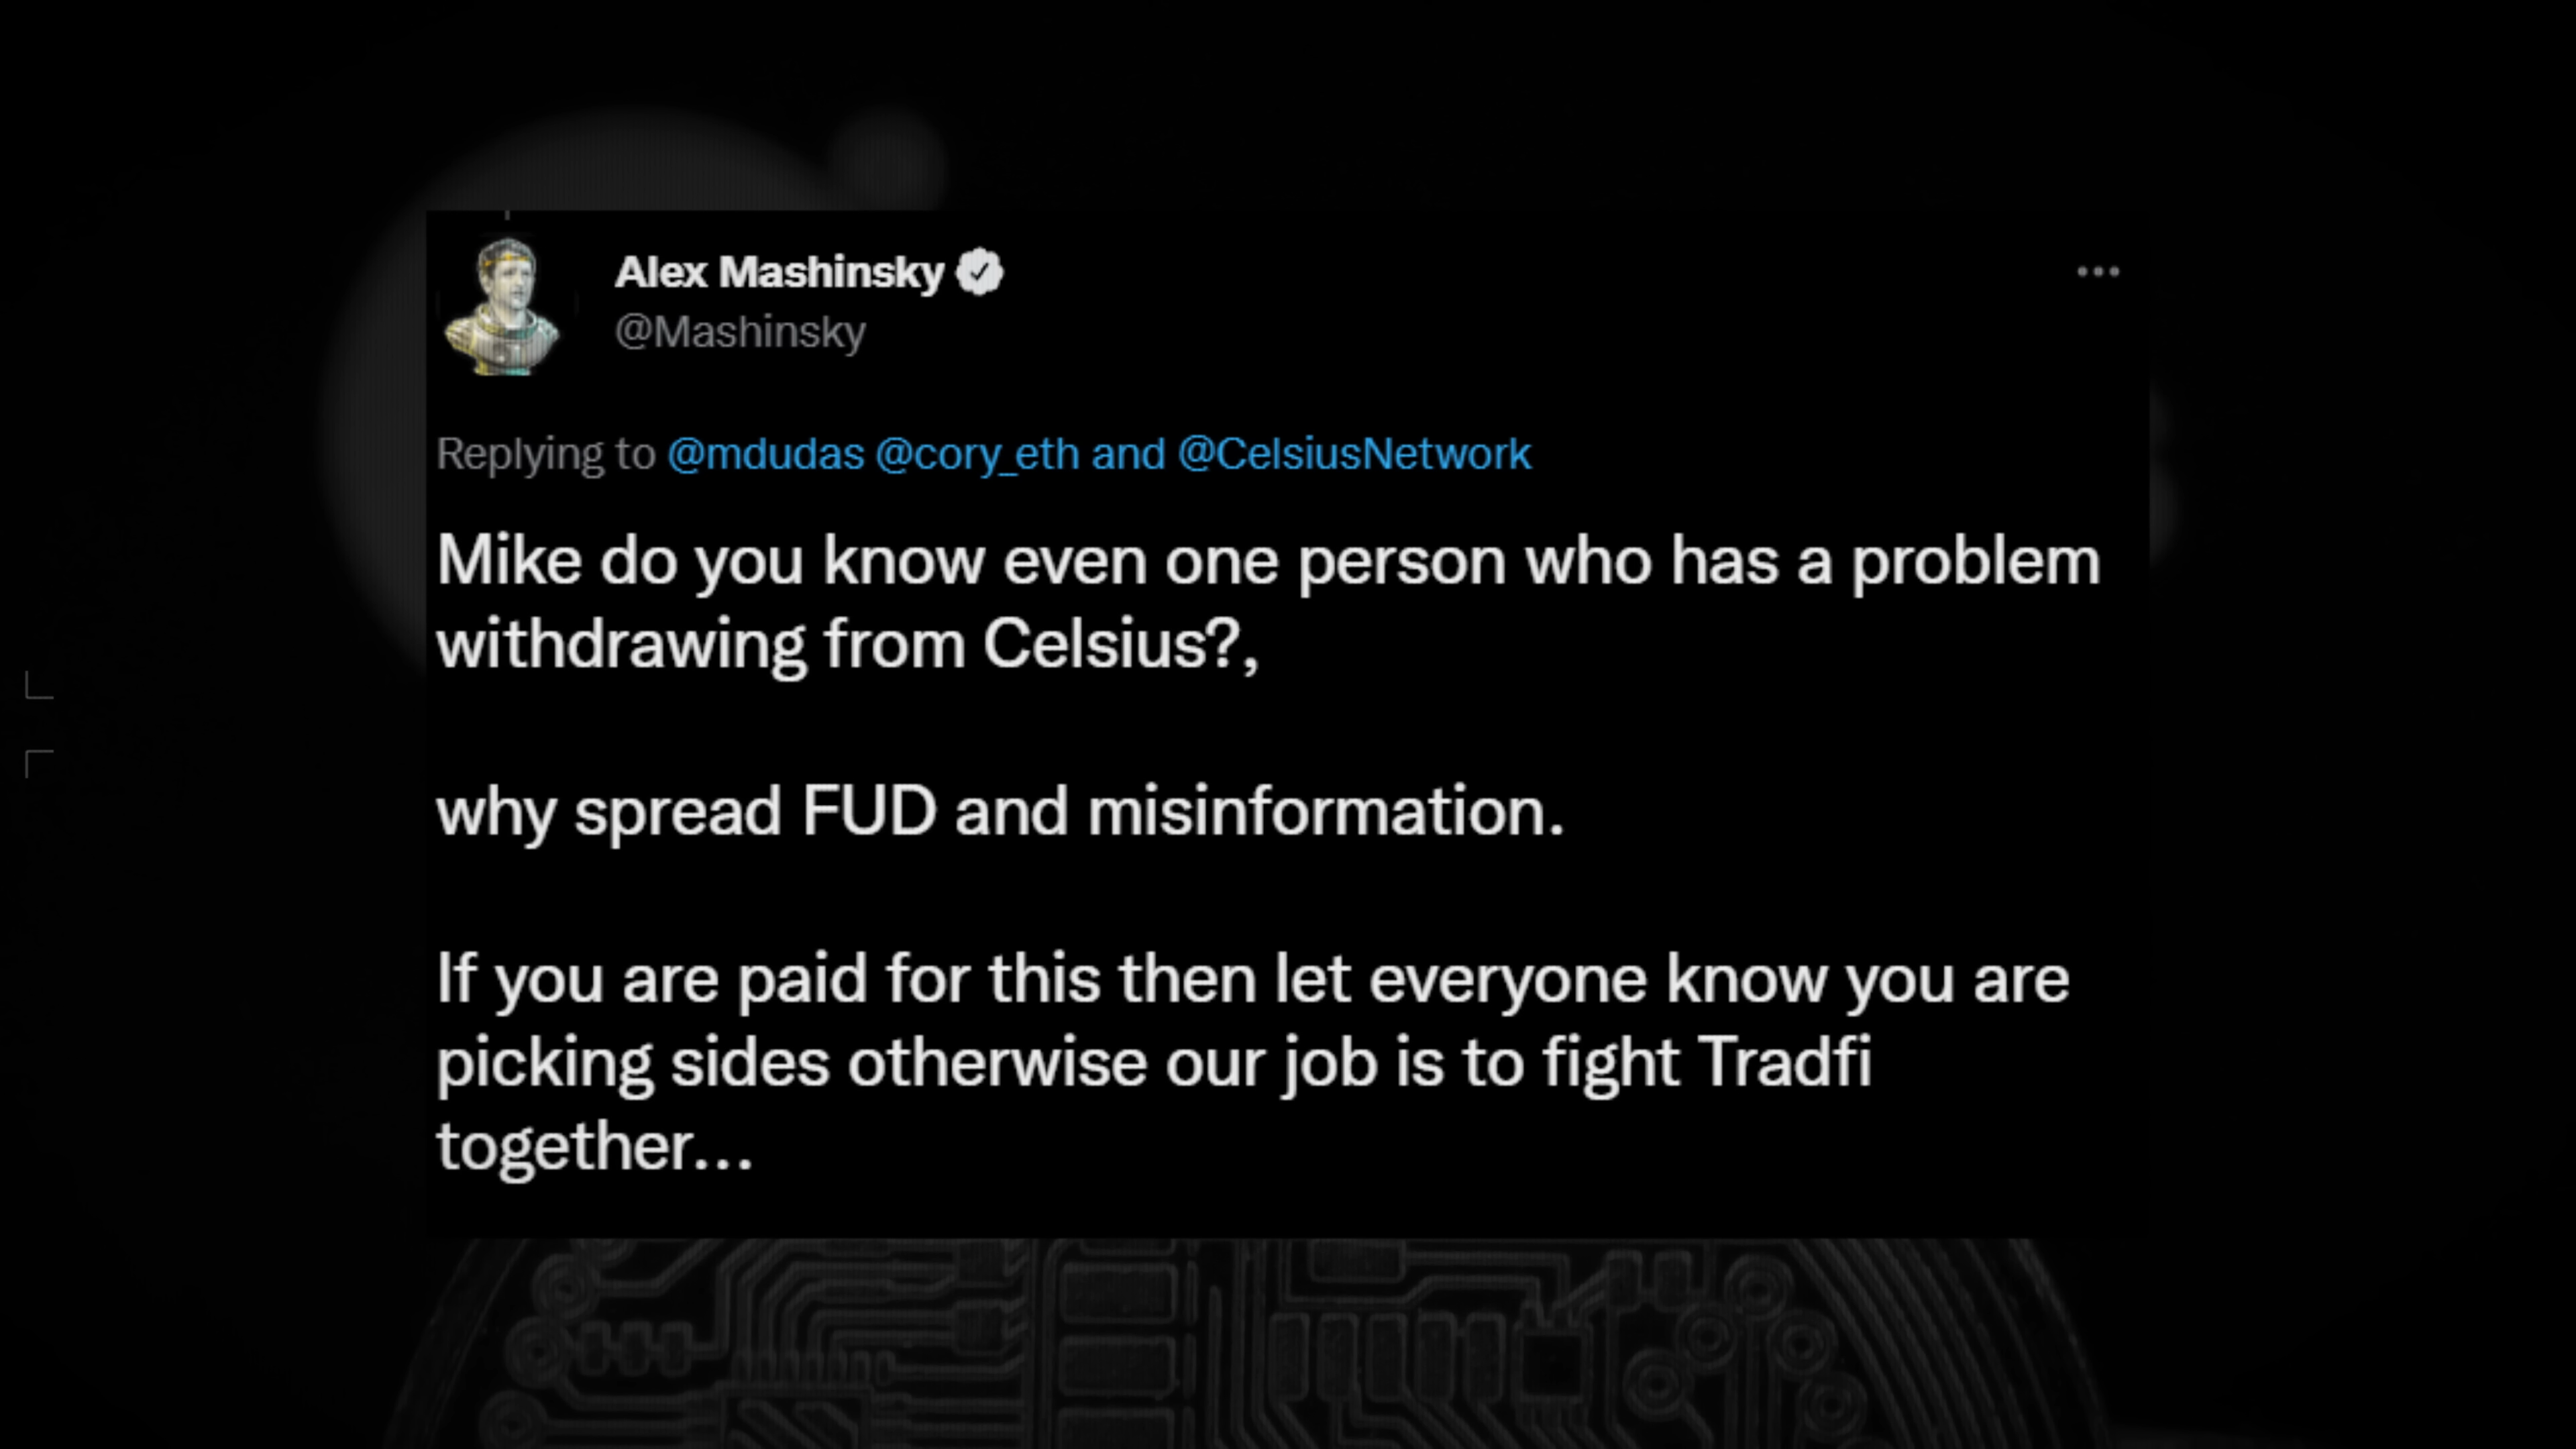 Alex Mashinsky
@Mashinsky
Replying to @mdudas @cory_eth and @CelsiusNetwork
Mike do you know even one person who has a problem
withdrawing from Celsius?,
why spread FUD and misinformation.
If you are paid for this then let everyone know you are
picking sides otherwise our job is to fight Tradfi
together...